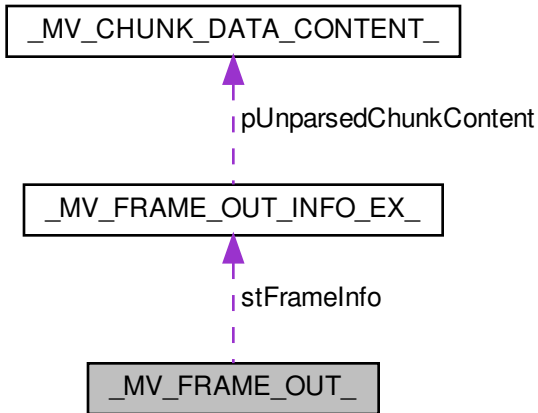 _MV_CHUNK_DATA_CONTENT_
pUnparsedChunkContent
_MV_FRAME_OUT_INFO_EX_
stFrameInfo
_MV_FRAME_OUT_